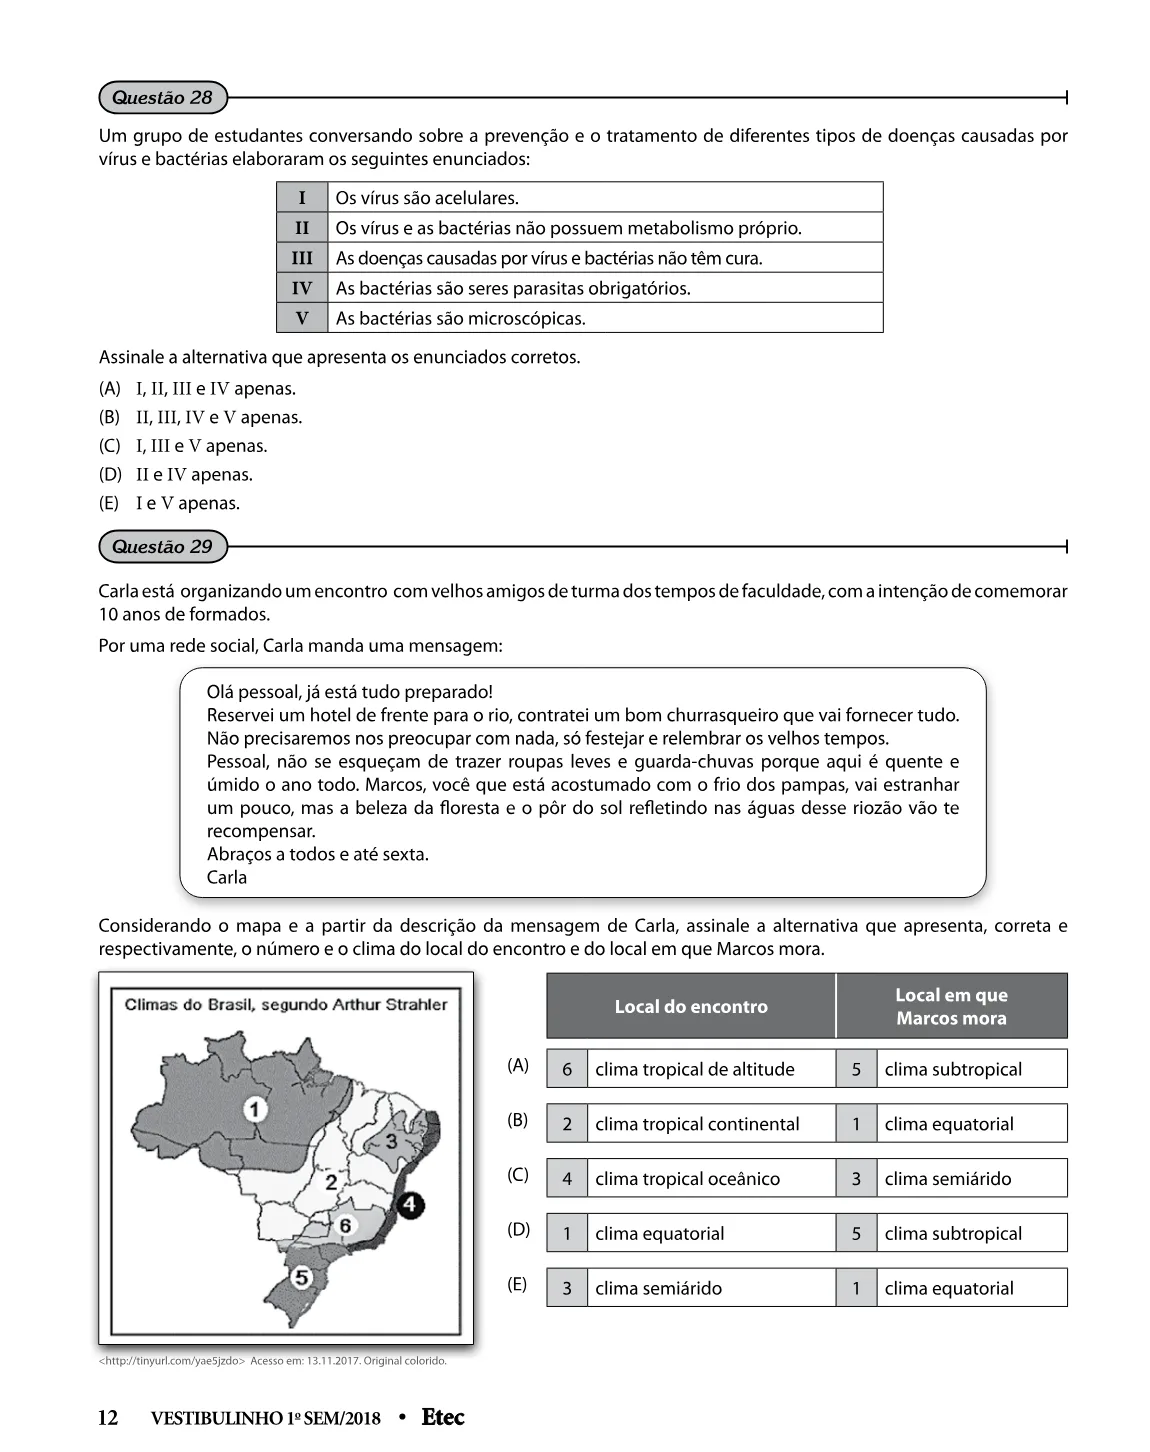 Questão 28
Um grupo de estudantes conversando sobre a prevenção e o tratamento de diferentes tipos de doenças causadas por
vírus e bactérias elaboraram os seguintes enunciados:
I Os vírus são acelulares.
II Os vírus e as bactérias não possuem metabolismo próprio.
III As doenças causadas por vírus e bactérias não têm cura.
IV As bactérias são seres parasitas obrigatórios.
V As bactérias são microscópicas.
Assinale a alternativa que apresenta os enunciados corretos.
(A) I, II, III e IV apenas.
(B) II, III, IV e V apenas.
(C) I, III e V apenas.
(D) II e IV apenas.
(E) I e V apenas.
Questão 29
Carla está organizando um encontro com velhos amigos de turma dos tempos de faculdade, com a intenção de comemorar
10 anos de formados.
Por uma rede social, Carla manda uma mensagem:
Olá pessoal, já está tudo preparado!
Reservei um hotel de frente para o rio, contratei um bom churrasqueiro que vai fornecer tudo.
Não precisaremos nos preocupar com nada, só festejar e relembrar os velhos tempos.
Pessoal, não se esqueçam de trazer roupas leves e guarda-chuvas porque aqui é quente e
úmido o ano todo. Marcos, você que está acostumado com o frio dos pampas, vai estranhar
um pouco, mas a beleza da floresta e o pôr do sol refletindo nas águas desse riozão vão te
recompensar.
Abraços a todos e até sexta.
Carla
Considerando o mapa e a partir da descrição da mensagem de Carla, assinale a alternativa que apresenta, correta e
respectivamente, o número e o clima do local do encontro e do local em que Marcos mora.
Climas do Brasil, segundo Arthur Strahler
1
3
2
4
6
5
<http://tinyurl.com/yae5jzdo> Acesso em: 13.11.2017. Original colorido.
Local do encontro
Local em que
Marcos mora
(A) 6 clima tropical de altitude 5 clima subtropical
(B) 2 clima tropical continental 1 clima equatorial
(C) 4 clima tropical oceânico 3 clima semiárido
(D) 1 clima equatorial 5 clima subtropical
(E) 3 clima semiárido 1 clima equatorial
12 VESTIBULINHO 1º SEM/2018 • Etec